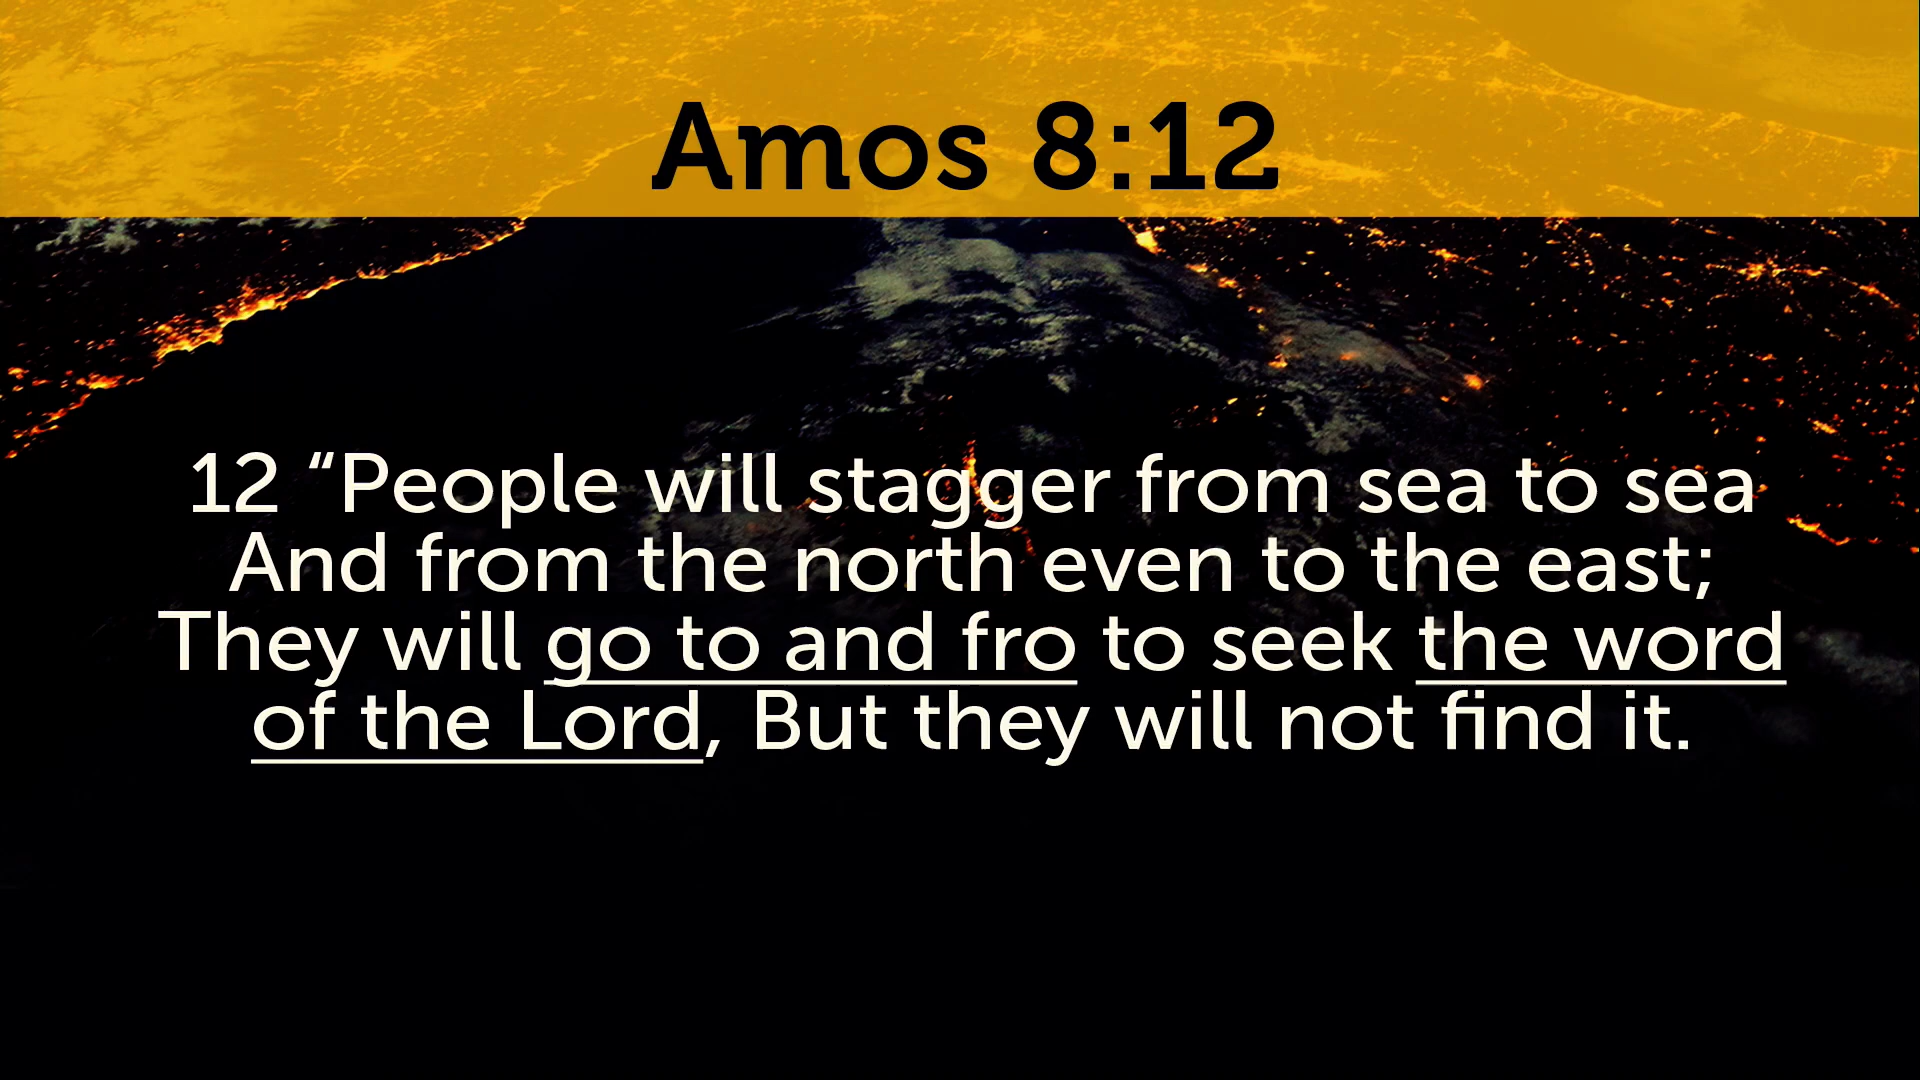 Amos 8:12
12 “People will stagger from sea to sea
And from the north even to the east;
They will go to and fro to seek the word
of the Lord, But they will not find it.